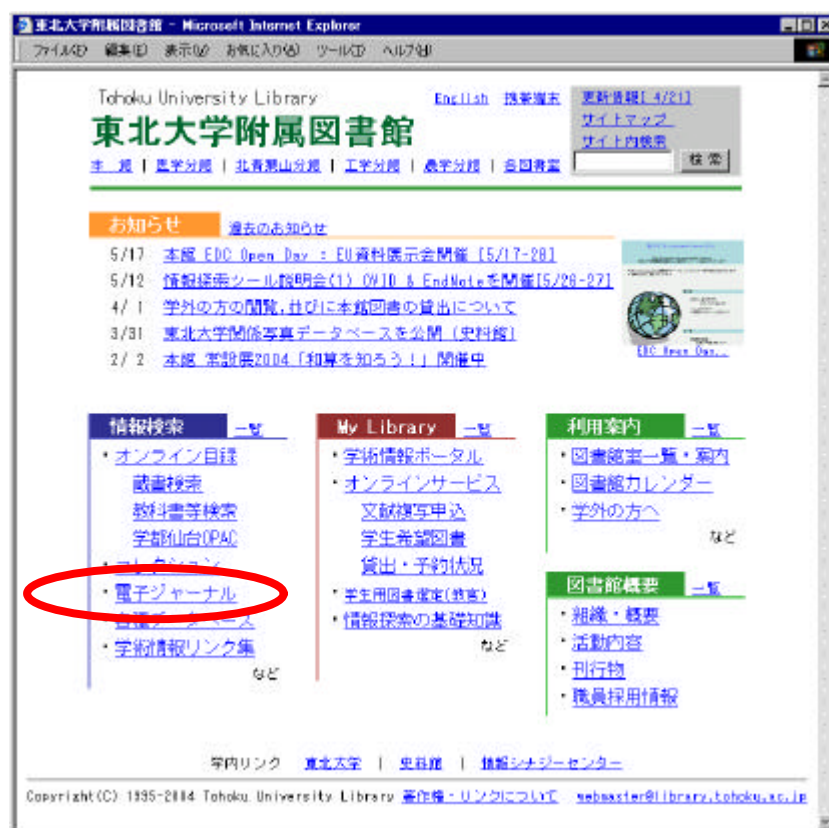 東北大学附属図書館 - Microsoft Internet Explorer
ファイル(F) 編集(E) 表示(V) お気に入り(A) ツール(T) ヘルプ(H)
Tohoku University Library English 携帯端末 更新情報[ 4/21]
サイトマップ
東北大学附属図書館 サイト内検索
本 館 | 医学分館 | 北青葉山分館 | 工学分館 | 農学分館 | 各図書室 検索
お知らせ 過去のお知らせ
5/17 本館 EDC Open Day : EU資料展示会開催 [5/17-28]
5/12 情報探索ツール説明会(1) OVID & EndNoteを開催[5/26-27]
4/ 1 学外の方の閲覧,並びに本館図書の貸出について
3/31 東北大学関係写真データベースを公開 (史料館)
2/ 2 本館 常設展2004「和算を知ろう!」開催中
EDC Open Day..
情報検索 一覧
・オンライン目録
蔵書検索
教科書等検索
学都仙台OPAC
・コレクション
・電子ジャーナル
・各種データベース
・学術情報リンク集
など
My Library 一覧
・学術情報ポータル
・オンラインサービス
文献複写申込
学生希望図書
貸出・予約状況
・学生用図書選定(教官)
・情報探索の基礎知識
など
利用案内 一覧
・図書館室一覧・案内
・図書館カレンダー
・学外の方へ
など
図書館概要 一覧
・組織・概要
・活動内容
・刊行物
・職員採用情報
学内リンク 東北大学 | 史料館 | 情報シナジーセンター
Copyright(C) 1995-2004 Tohoku University Library 著作権・リンクについて webmaster@library.tohoku.ac.jp